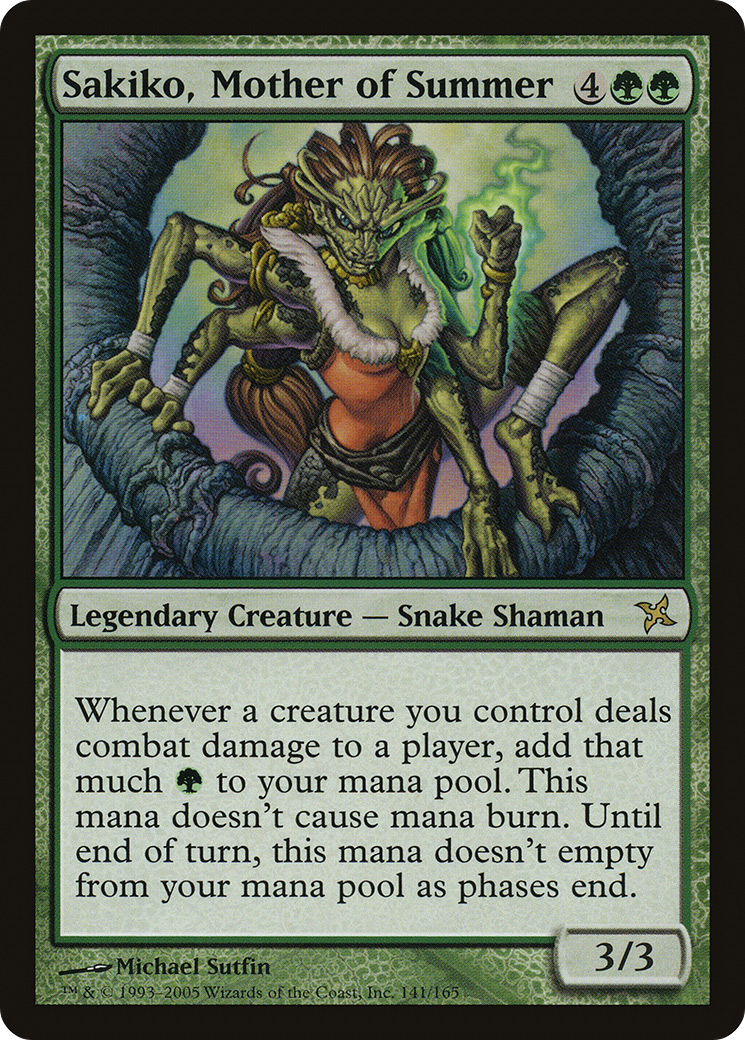 Sakiko, Mother of Summer 4
Legendary Creature — Snake Shaman
Whenever a creature you control deals
combat damage to a player, add that
much to your mana pool. This
mana doesn't cause mana burn. Until
end of turn, this mana doesn't empty
from your mana pool as phases end.
3/3
Michael Sutfin
™ & © 1993–2005 Wizards of the Coast, Inc. 141/165